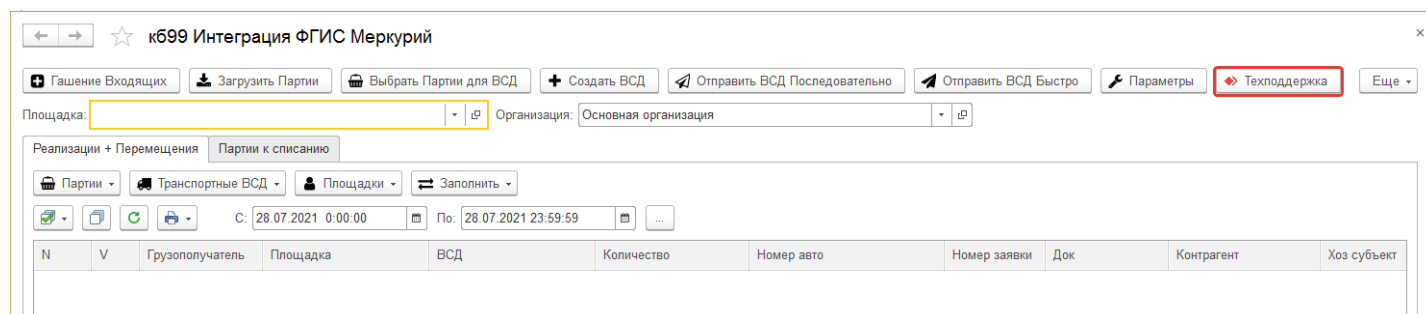 кб99 Интеграция ФГИС Меркурий
Гашение Входящих Загрузить Партии Выбрать Партии для ВСД Создать ВСД Отправить ВСД Последовательно Отправить ВСД Быстро Параметры Техподдержка Еще
Площадка: Организация: Основная организация
Реализации + Перемещения Партии к списанию
Партии Транспортные ВСД Площадки Заполнить
С: 28.07.2021 0:00:00 По: 28.07.2021 23:59:59 ...
N V Грузополучатель Площадка ВСД Количество Номер авто Номер заявки Док Контрагент Хоз субъект